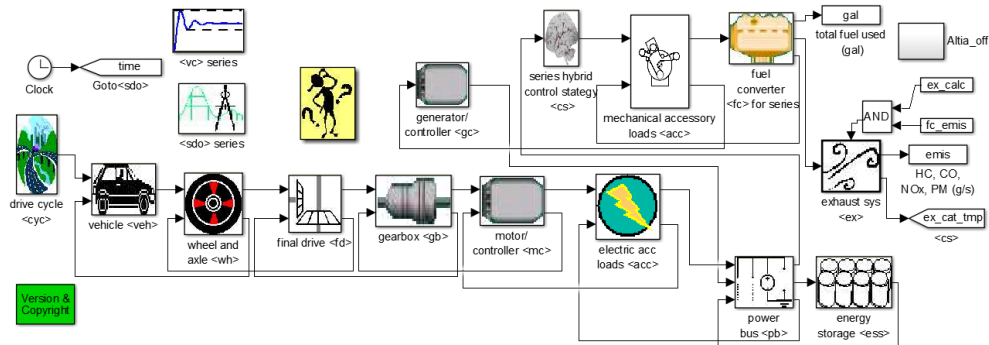 <vc> series
time
Clock
Goto<sdo>
<sdo> series
generator/
controller <gc>
series hybrid
control stategy
<cs>
mechanical accessory
loads <acc>
fuel
converter
<fc> for series
gal
total fuel used
(gal)
Altia_off
ex_calc
AND
fc_emis
emis
HC, CO,
NOx, PM (g/s)
exhaust sys
<ex>
ex_cat_tmp
<cs>
drive cycle
<cyc>
vehicle <veh>
wheel and
axle <wh>
final drive <fd>
gearbox <gb>
motor/
controller <mc>
electric acc
loads <acc>
power
bus <pb>
energy
storage <ess>
Version &
Copyright